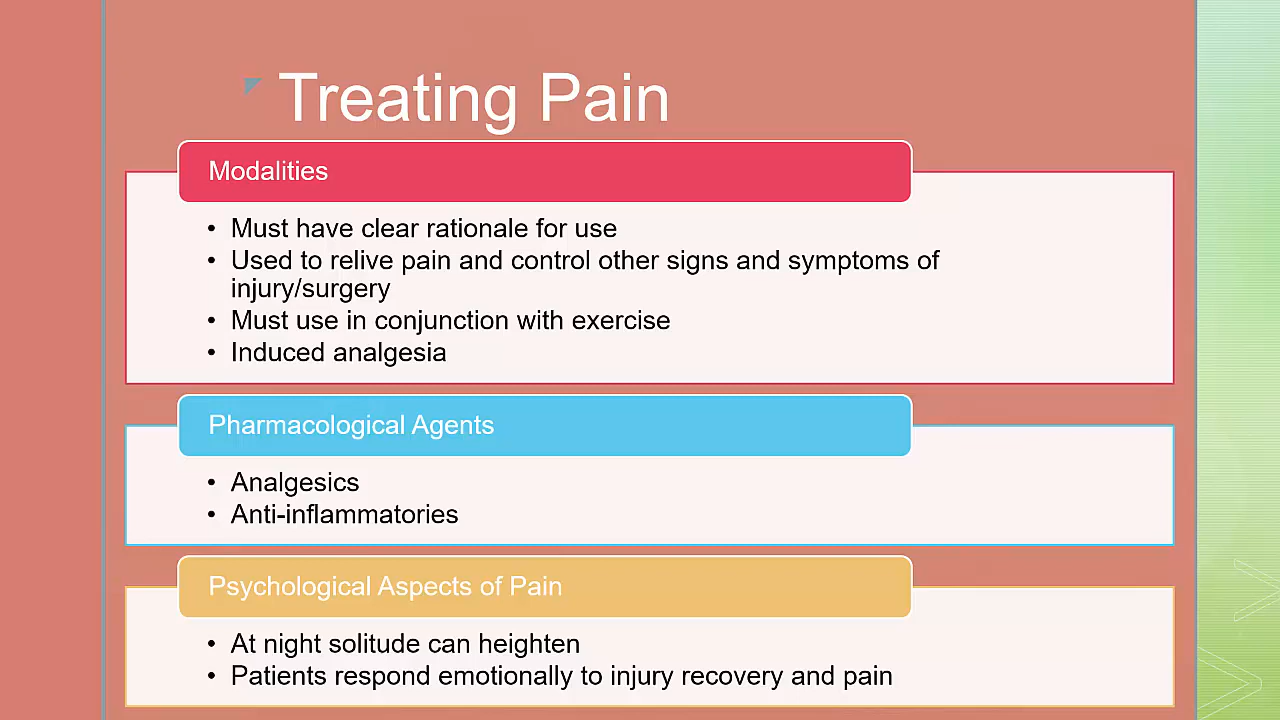 Treating Pain
Modalities
• Must have clear rationale for use
• Used to relive pain and control other signs and symptoms of
injury/surgery
• Must use in conjunction with exercise
• Induced analgesia
Pharmacological Agents
• Analgesics
• Anti-inflammatories
Psychological Aspects of Pain
• At night solitude can heighten
• Patients respond emotionally to injury recovery and pain